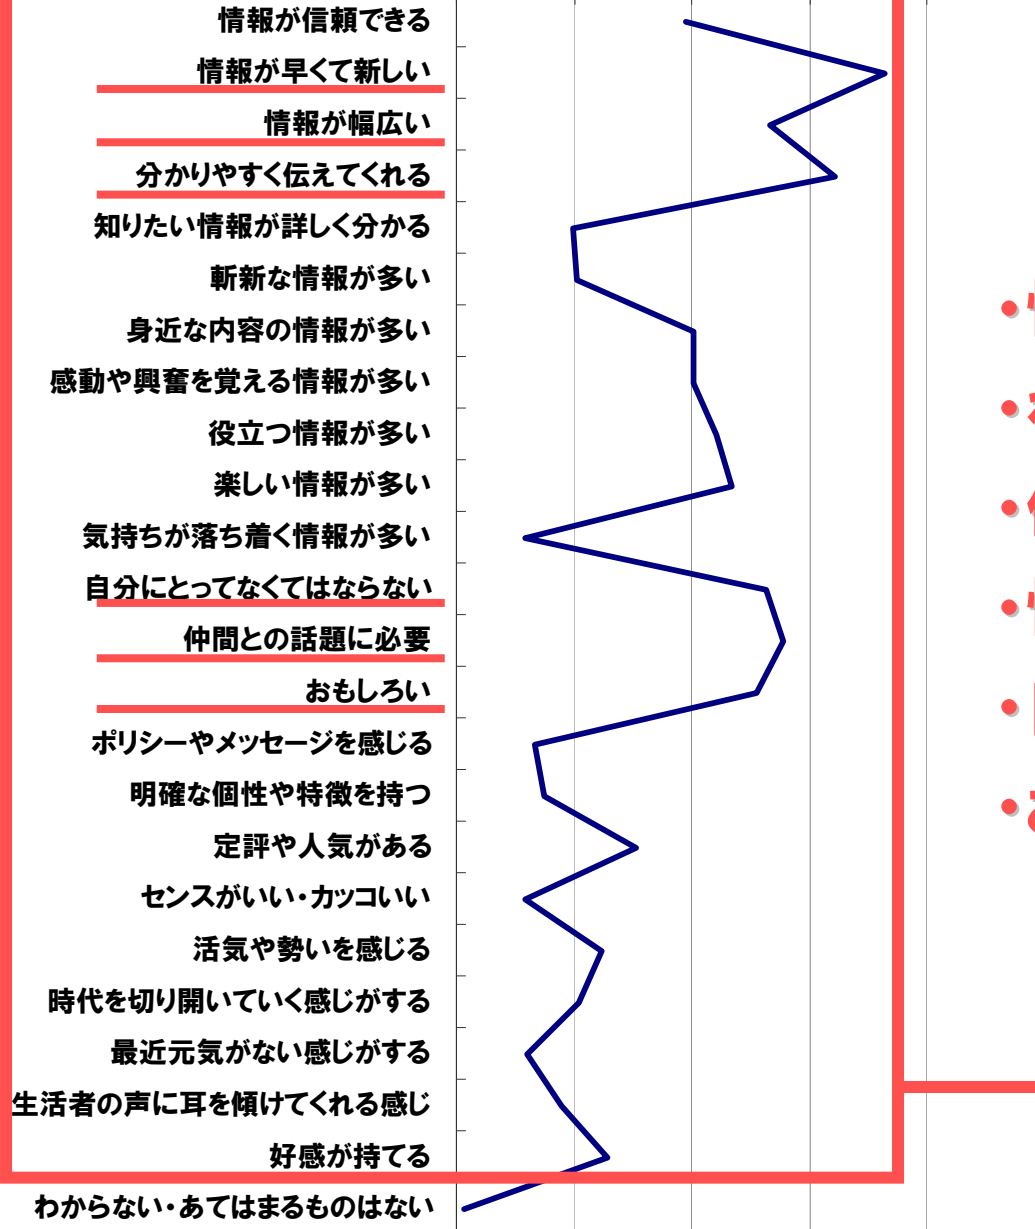 情報が信頼できる
情報が早くて新しい
情報が幅広い
分かりやすく伝えてくれる
知りたい情報が詳しく分かる
斬新な情報が多い
身近な内容の情報が多い
感動や興奮を覚える情報が多い
役立つ情報が多い
楽しい情報が多い
気持ちが落ち着く情報が多い
自分にとってなくてはならない
仲間との話題に必要
おもしろい
ポリシーやメッセージを感じる
明確な個性や特徴を持つ
定評や人気がある
センスがいい・カッコいい
活気や勢いを感じる
時代を切り開いていく感じがする
最近元気がない感じがする
生活者の声に耳を傾けてくれる感じ
好感が持てる
わからない・あてはまるものはない